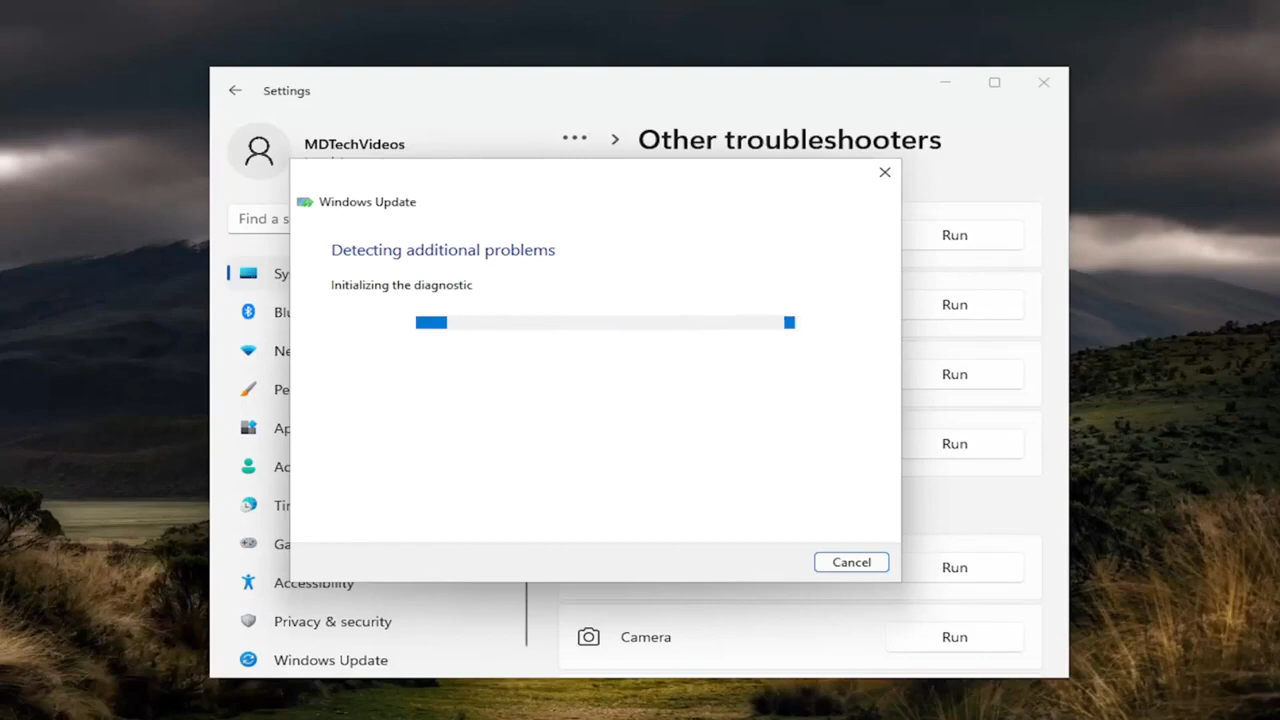 Settings
MDTechVideos
••• > Other troubleshooters
Find a s
Windows Update
Detecting additional problems
Initializing the diagnostic
Cancel
Sy
Blu
Ne
Pe
Ap
Ac
Tir
Ga
Accessibility
Privacy & security
Windows Update
Run
Run
Run
Run
Run
Camera
Run